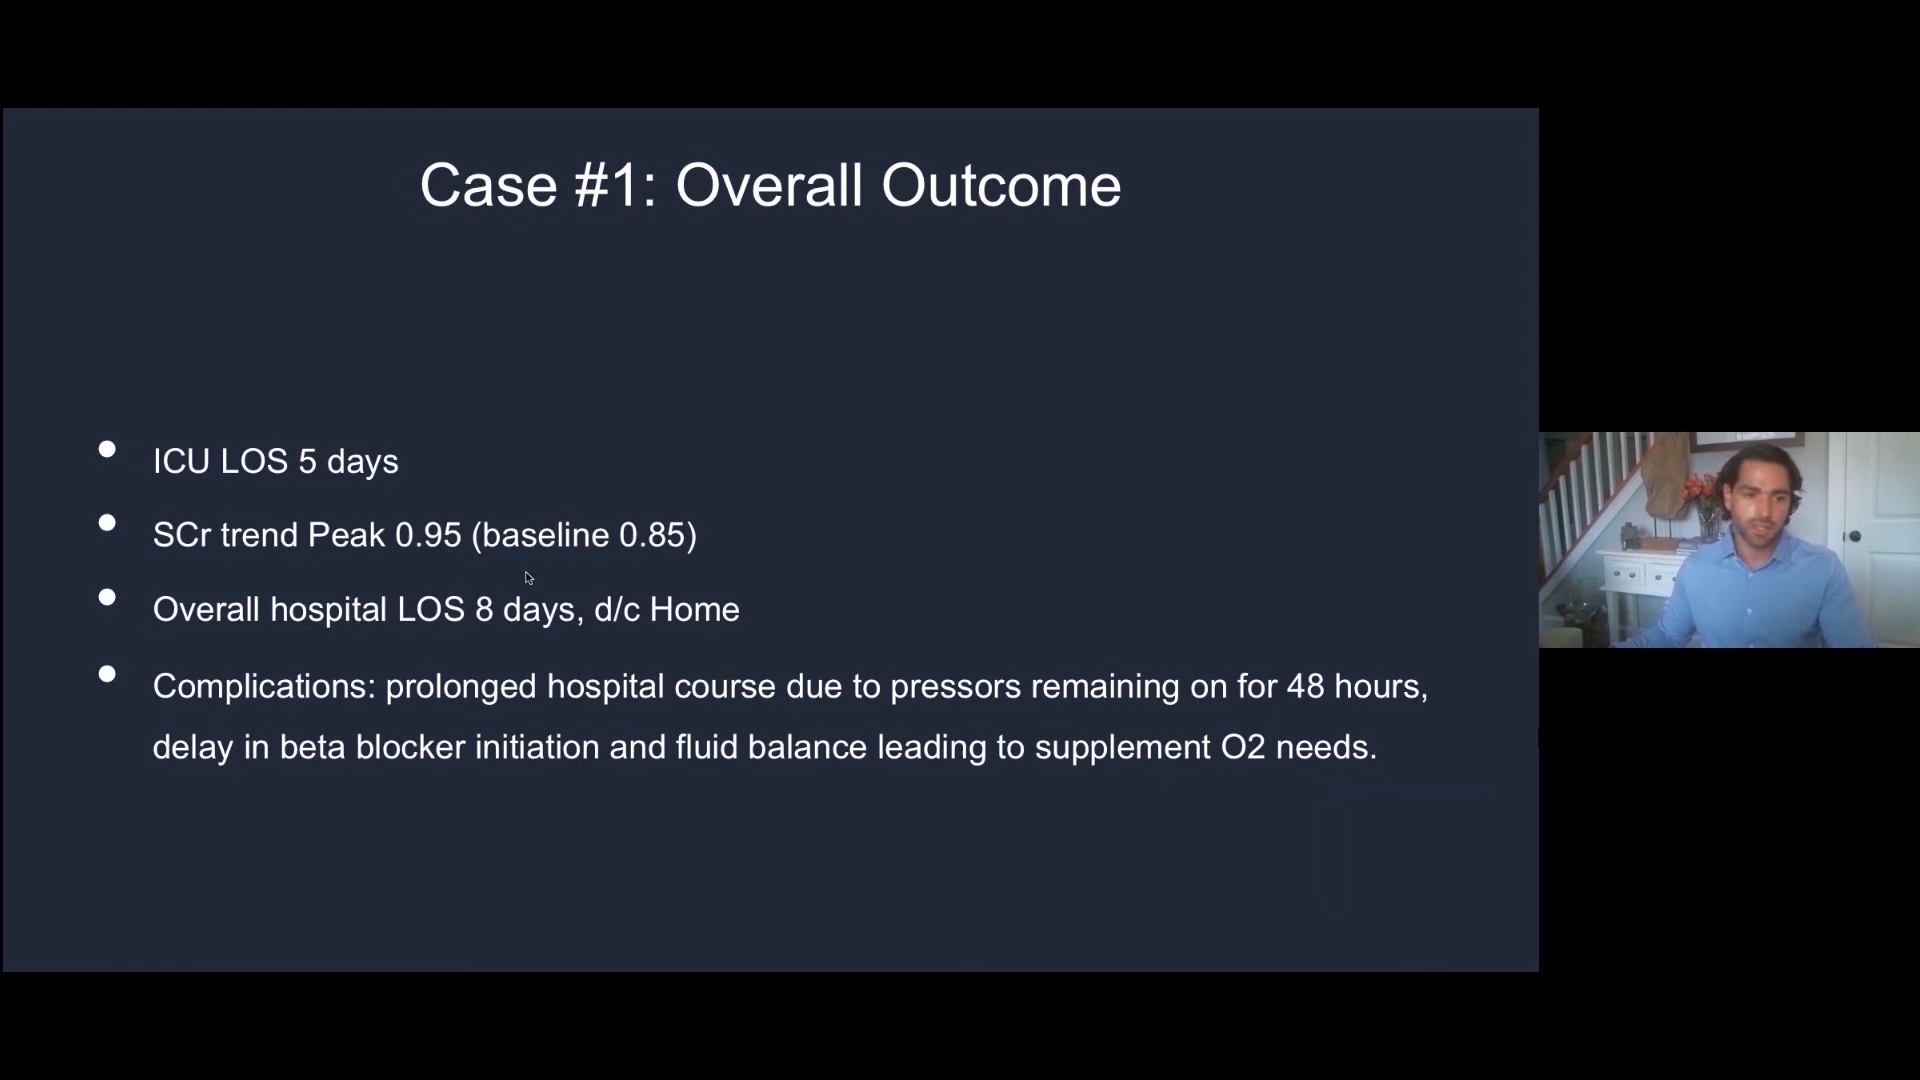 Case #1: Overall Outcome
ICU LOS 5 days
SCr trend Peak 0.95 (baseline 0.85)
Overall hospital LOS 8 days, d/c Home
Complications: prolonged hospital course due to pressors remaining on for 48 hours,
delay in beta blocker initiation and fluid balance leading to supplement O2 needs.